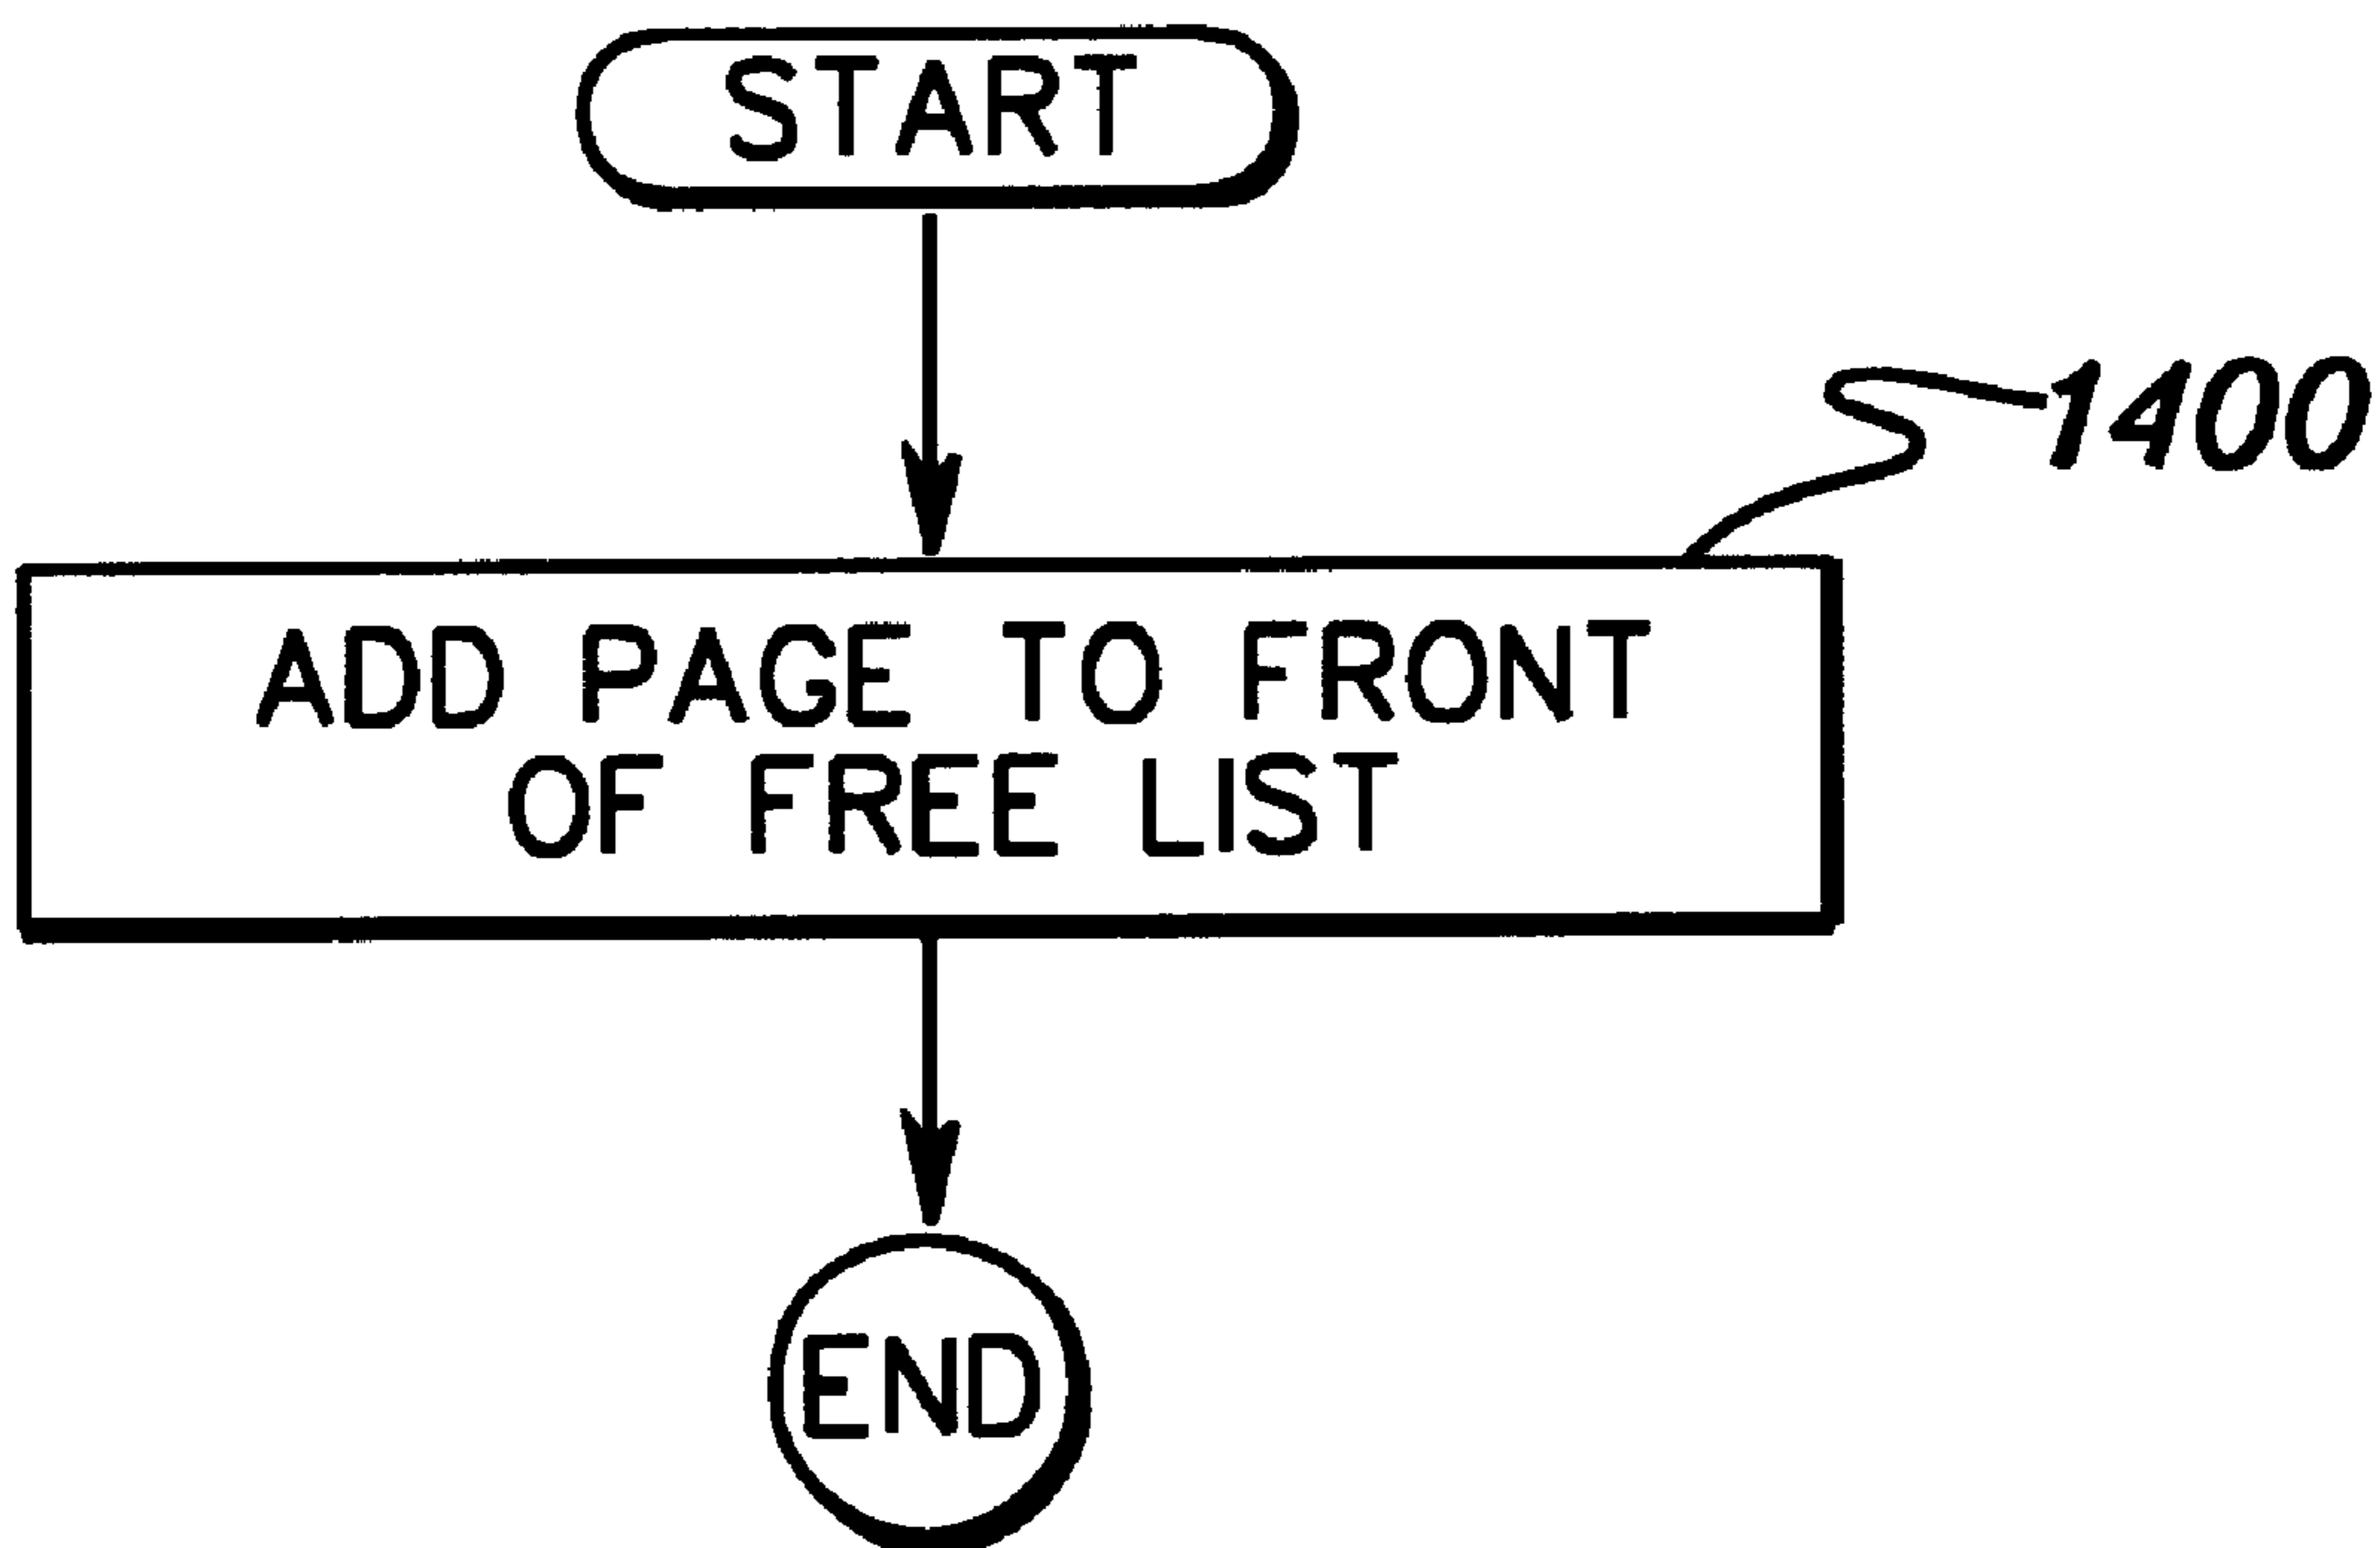 START
1400
ADD PAGE TO FRONT
OF FREE LIST
END